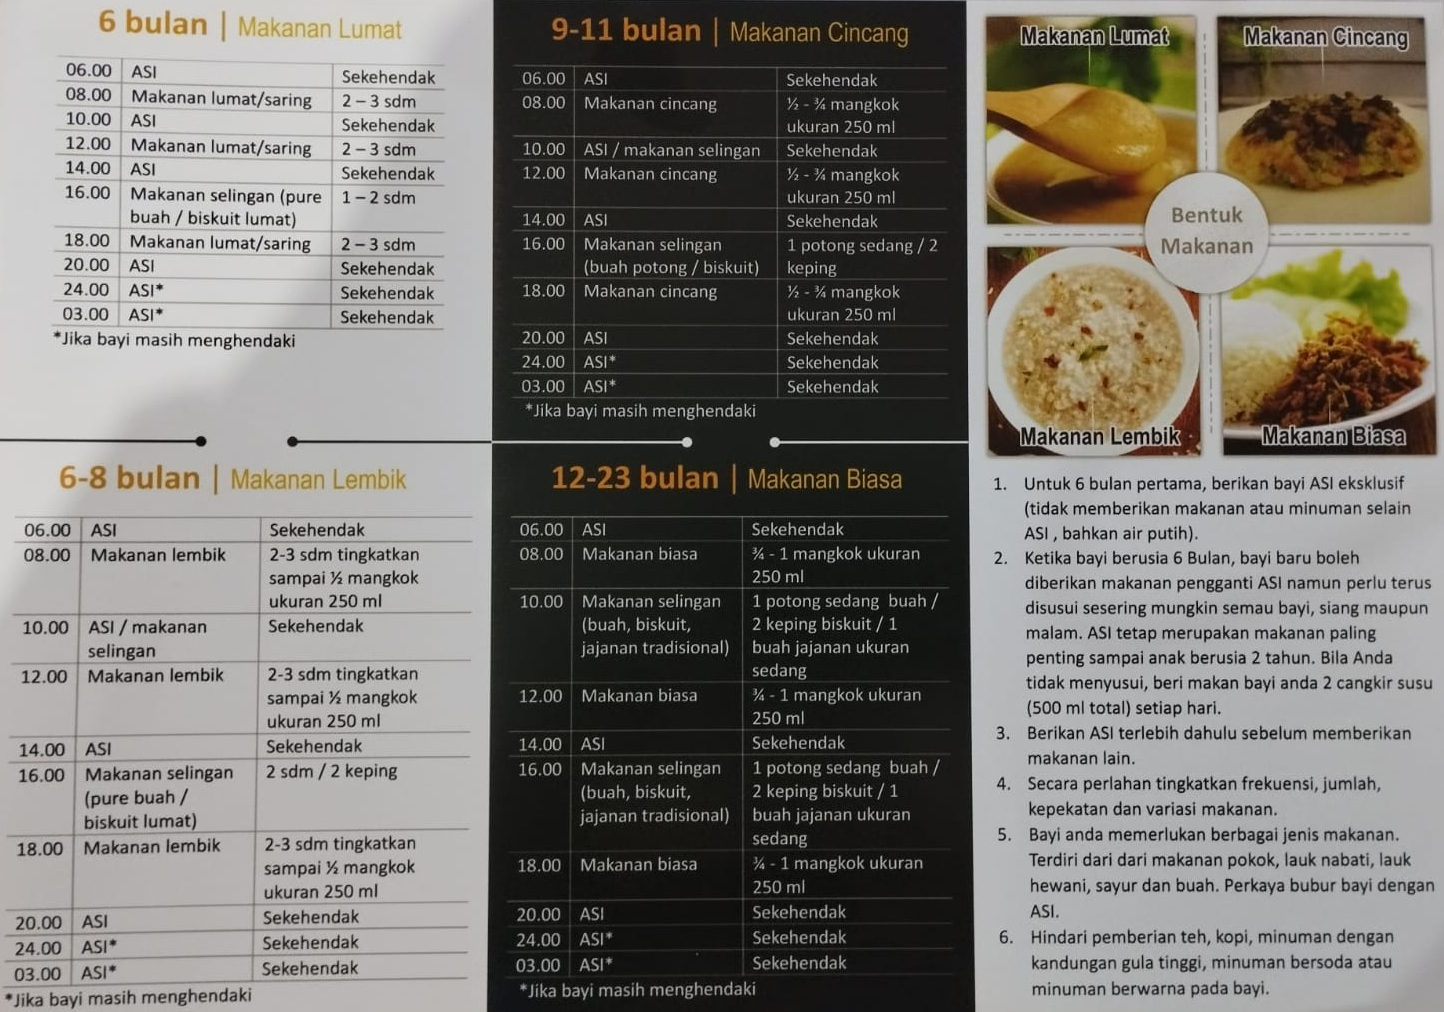 6 bulan | Makanan Lumat
06.00 ASI Sekehendak
08.00 Makanan lumat/saring 2 – 3 sdm
10.00 ASI Sekehendak
12.00 Makanan lumat/saring 2 – 3 sdm
14.00 ASI Sekehendak
16.00 Makanan selingan (pure 1 – 2 sdm
buah / biskuit lumat)
18.00 Makanan lumat/saring 2 – 3 sdm
20.00 ASI Sekehendak
24.00 ASI* Sekehendak
03.00 ASI* Sekehendak
*Jika bayi masih menghendaki
6-8 bulan | Makanan Lembik
06.00 ASI Sekehendak
08.00 Makanan lembik 2-3 sdm tingkatkan
sampai ½ mangkok
ukuran 250 ml
10.00 ASI / makanan Sekehendak
selingan
12.00 Makanan lembik 2-3 sdm tingkatkan
sampai ½ mangkok
ukuran 250 ml
14.00 ASI Sekehendak
16.00 Makanan selingan 2 sdm / 2 keping
(pure buah /
biskuit lumat)
18.00 Makanan lembik 2-3 sdm tingkatkan
sampai ½ mangkok
ukuran 250 ml
20.00 ASI Sekehendak
24.00 ASI* Sekehendak
03.00 ASI* Sekehendak
*Jika bayi masih menghendaki
9-11 bulan | Makanan Cincang
06.00 ASI Sekehendak
08.00 Makanan cincang ½ - ¾ mangkok
ukuran 250 ml
10.00 ASI / makanan selingan Sekehendak
12.00 Makanan cincang ½ - ¾ mangkok
ukuran 250 ml
14.00 ASI Sekehendak
16.00 Makanan selingan 1 potong sedang / 2
(buah potong / biskuit) keping
18.00 Makanan cincang ½ - ¾ mangkok
ukuran 250 ml
20.00 ASI Sekehendak
24.00 ASI* Sekehendak
03.00 ASI* Sekehendak
*Jika bayi masih menghendaki
12-23 bulan | Makanan Biasa
06.00 ASI Sekehendak
08.00 Makanan biasa ¾ - 1 mangkok ukuran
250 ml
10.00 Makanan selingan 1 potong sedang buah /
(buah, biskuit, 2 keping biskuit / 1
jajanan tradisional) buah jajanan ukuran
sedang
12.00 Makanan biasa ¾ - 1 mangkok ukuran
250 ml
14.00 ASI Sekehendak
16.00 Makanan selingan 1 potong sedang buah /
(buah, biskuit, 2 keping biskuit / 1
jajanan tradisional) buah jajanan ukuran
sedang
18.00 Makanan biasa ¾ - 1 mangkok ukuran
250 ml
20.00 ASI Sekehendak
24.00 ASI* Sekehendak
03.00 ASI* Sekehendak
*Jika bayi masih menghendaki
Makanan Lumat
Makanan Cincang
Bentuk
Makanan
Makanan Lembik
Makanan Biasa
1. Untuk 6 bulan pertama, berikan bayi ASI eksklusif
(tidak memberikan makanan atau minuman selain
ASI , bahkan air putih).
2. Ketika bayi berusia 6 Bulan, bayi baru boleh
diberikan makanan pengganti ASI namun perlu terus
disusui sesering mungkin semau bayi, siang maupun
malam. ASI tetap merupakan makanan paling
penting sampai anak berusia 2 tahun. Bila Anda
tidak menyusui, beri makan bayi anda 2 cangkir susu
(500 ml total) setiap hari.
3. Berikan ASI terlebih dahulu sebelum memberikan
makanan lain.
4. Secara perlahan tingkatkan frekuensi, jumlah,
kepekatan dan variasi makanan.
5. Bayi anda memerlukan berbagai jenis makanan.
Terdiri dari dari makanan pokok, lauk nabati, lauk
hewani, sayur dan buah. Perkaya bubur bayi dengan
ASI.
6. Hindari pemberian teh, kopi, minuman dengan
kandungan gula tinggi, minuman bersoda atau
minuman berwarna pada bayi.